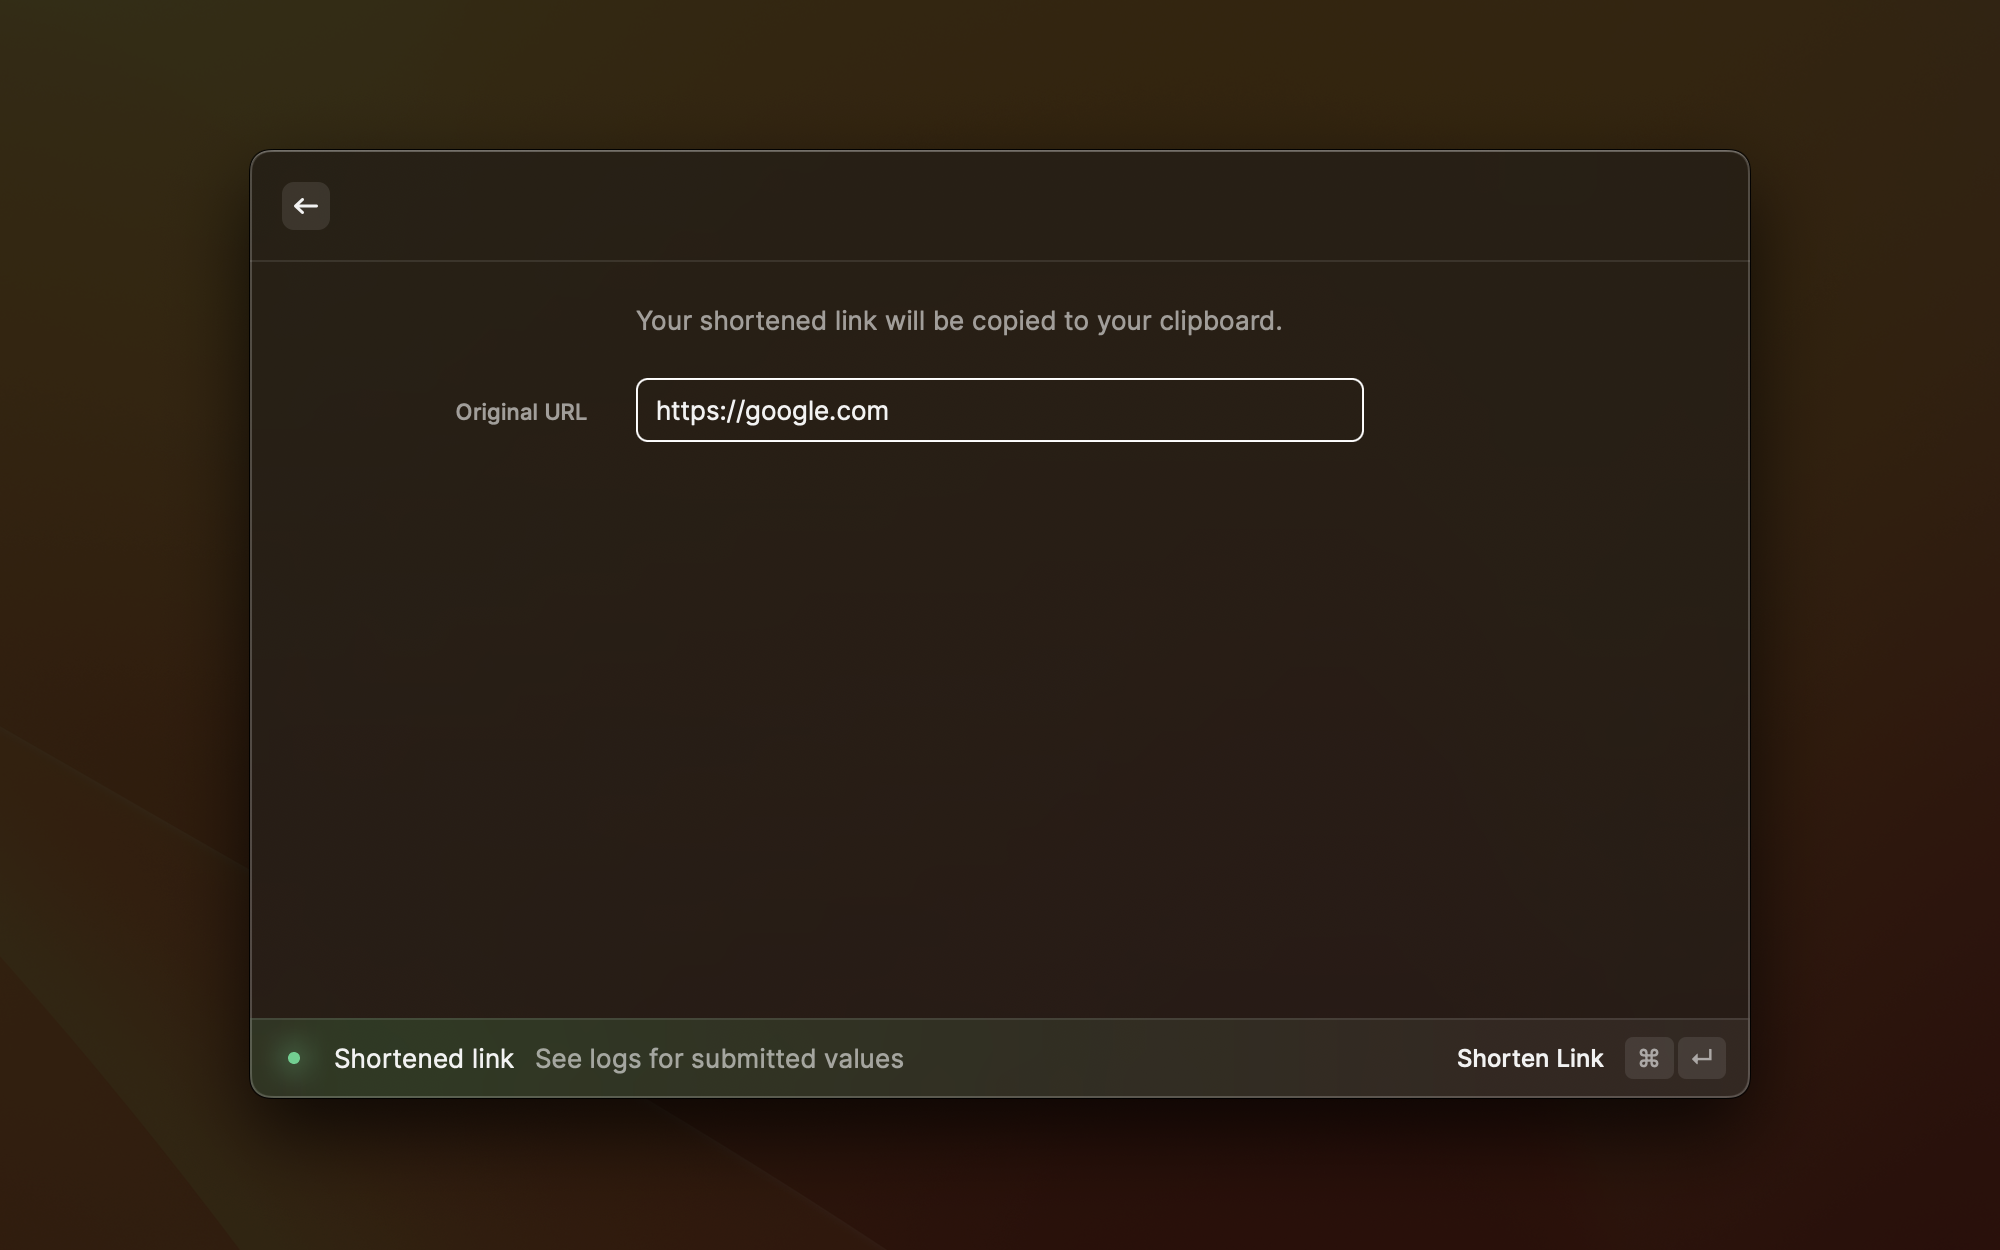 Your shortened link will be copied to your clipboard.
Original URL
https://google.com
Shortened link See logs for submitted values
Shorten Link ⌘ ↵